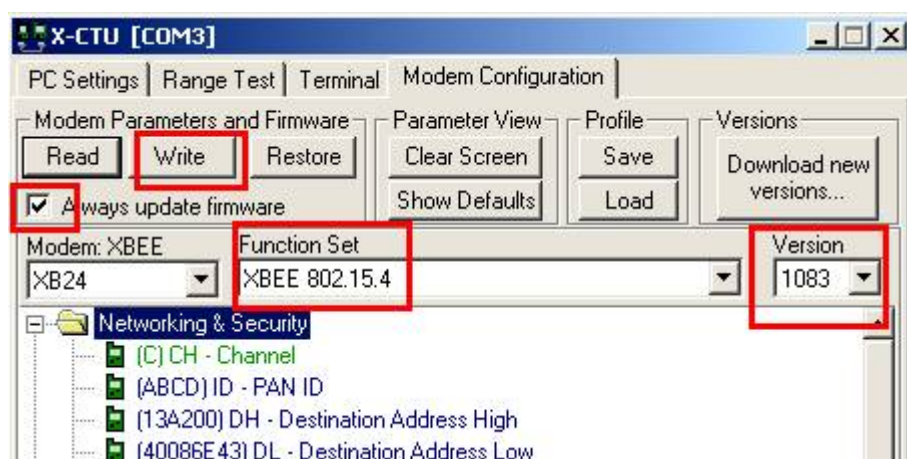 X-CTU [COM3]
PC Settings Range Test Terminal Modem Configuration
Modem Parameters and Firmware Parameter View Profile Versions
Read Write Restore Clear Screen Save Download new versions...
Always update firmware Show Defaults Load
Modem: XBEE Function Set Version
XB24 XBEE 802.15.4 1083
Networking & Security
(C) CH - Channel
(ABCD) ID - PAN ID
(13A200) DH - Destination Address High
(40086E43) DL - Destination Address Low